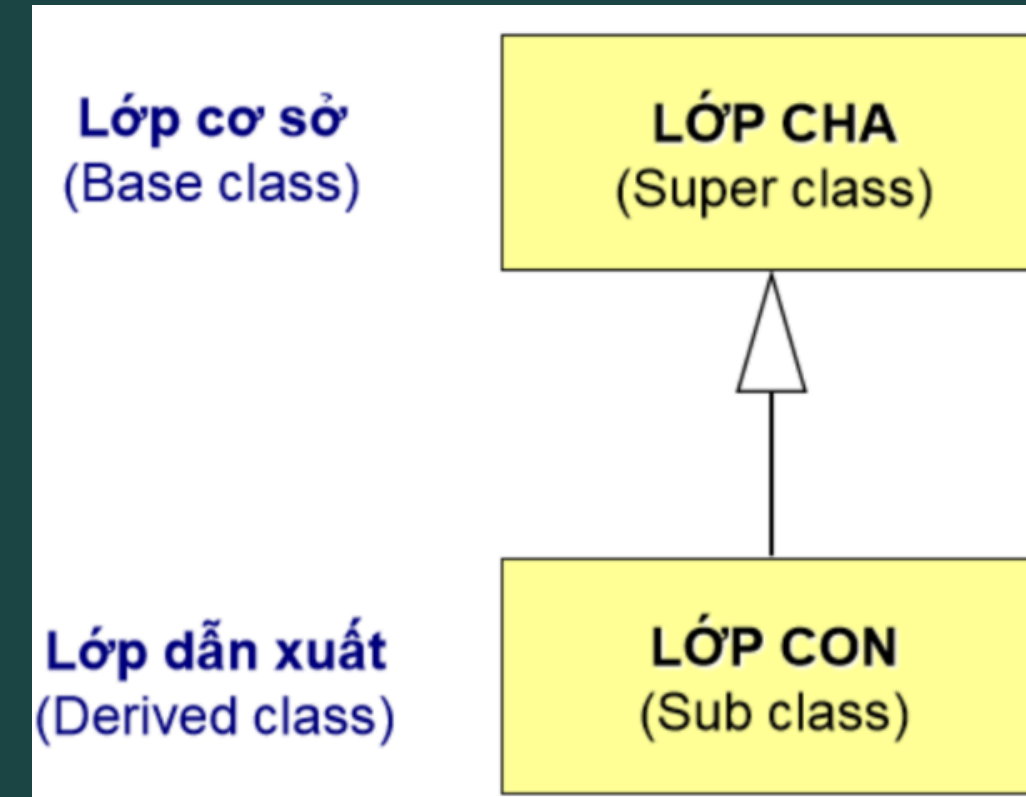 Lớp cơ sở
(Base class)
LỚP CHA
(Super class)
Lớp dẫn xuất
(Derived class)
LỚP CON
(Sub class)